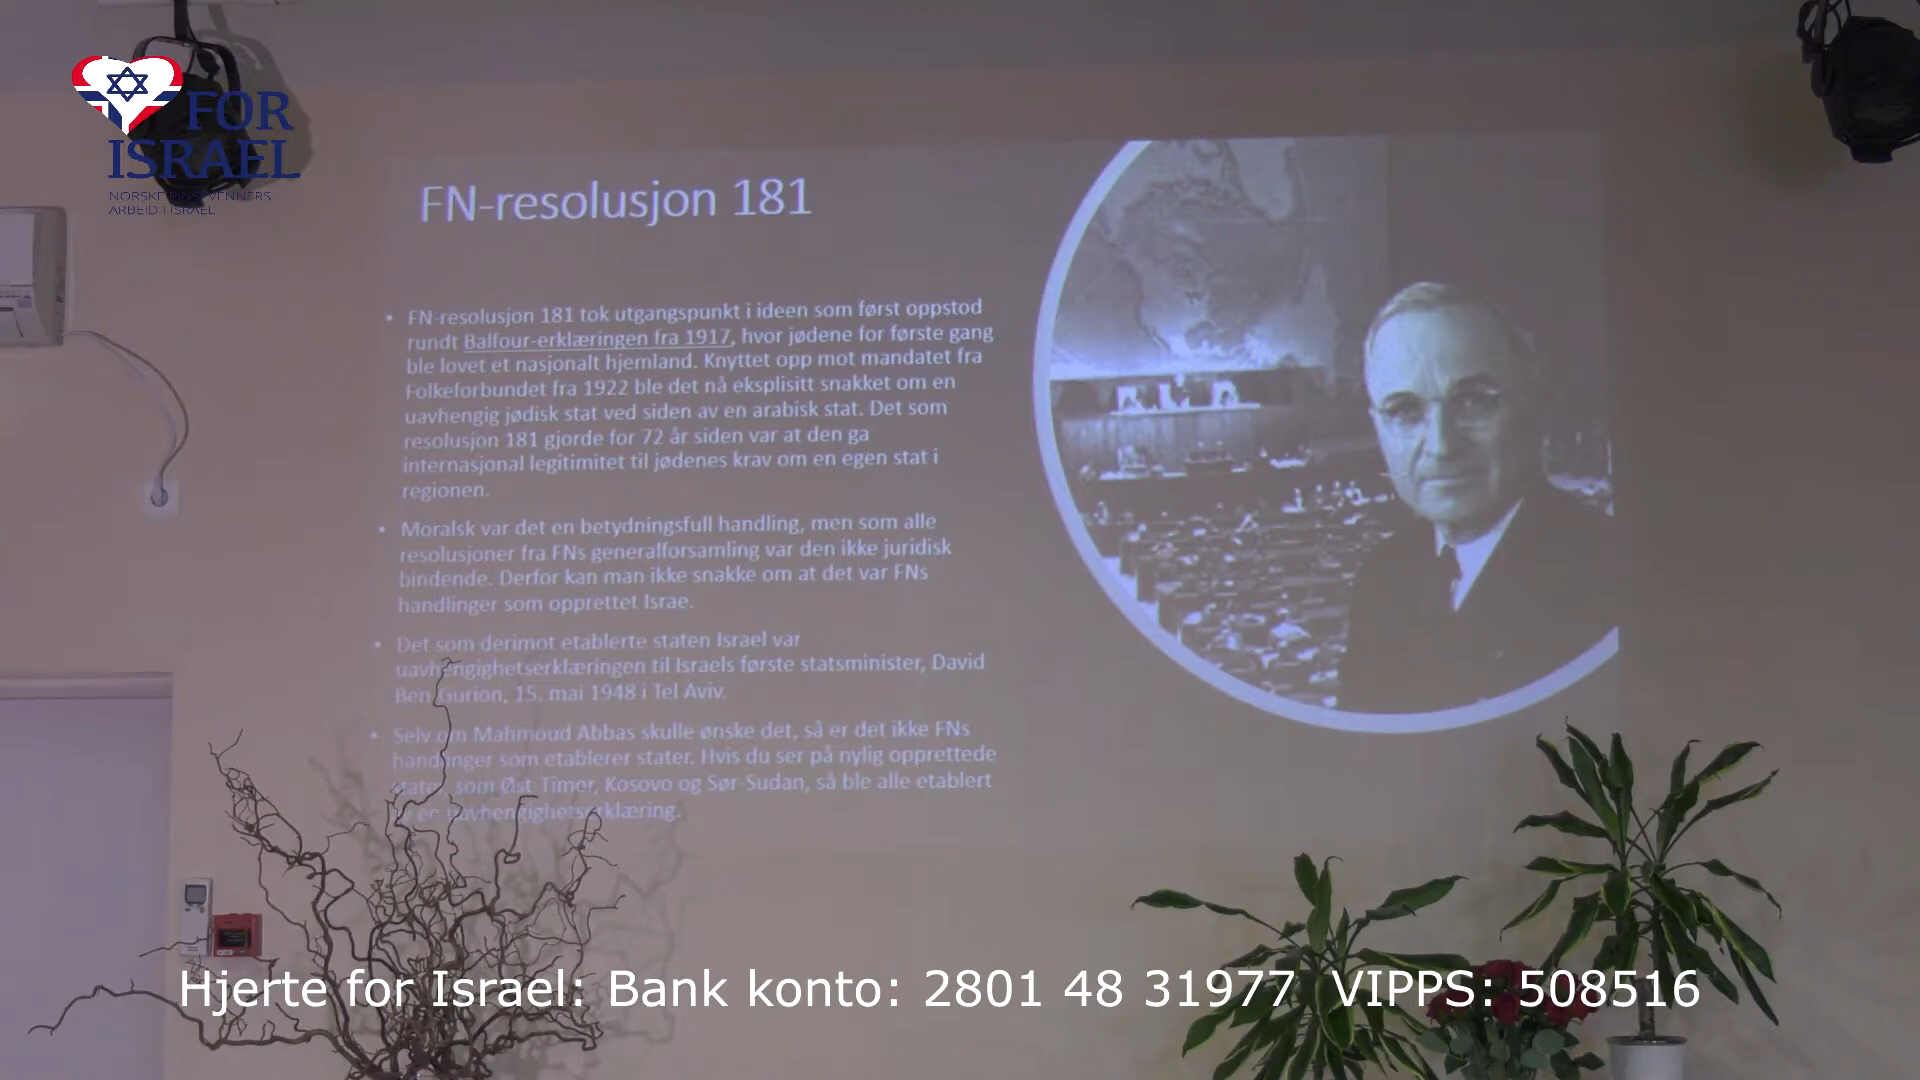 FOR
ISRAEL
NORSKE PINSEVENNERS
ARBEID I ISRAEL
FN-resolusjon 181
• FN-resolusjon 181 tok utgangspunkt i ideen som først oppstod
rundt Balfour-erklæringen fra 1917, hvor jødene for første gang
ble lovet et nasjonalt hjemland. Knyttet opp mot mandatet fra
Folkeforbundet fra 1922 ble det nå eksplisitt snakket om en
uavhengig jødisk stat ved siden av en arabisk stat. Det som
resolusjon 181 gjorde for 72 år siden var at den ga
internasjonal legitimitet til jødenes krav om en egen stat i
regionen.
• Moralsk var det en betydningsfull handling, men som alle
resolusjoner fra FNs generalforsamling var den ikke juridisk
bindende. Derfor kan man ikke snakke om at det var FNs
handlinger som opprettet Israe.
• Det som derimot etablerte staten Israel var
uavhengighetserklæringen til Israels første statsminister, David
Ben Gurion, 15. mai 1948 i Tel Aviv.
• Selv om Mahmoud Abbas skulle ønske det, så er det ikke FNs
handlinger som etablerer stater. Hvis du ser på nylig opprettede
stater som Øst Timor, Kosovo og Sør-Sudan, så ble alle etablert
av en uavhengighetserklæring.
Hjerte for Israel: Bank konto: 2801 48 31977 VIPPS: 508516